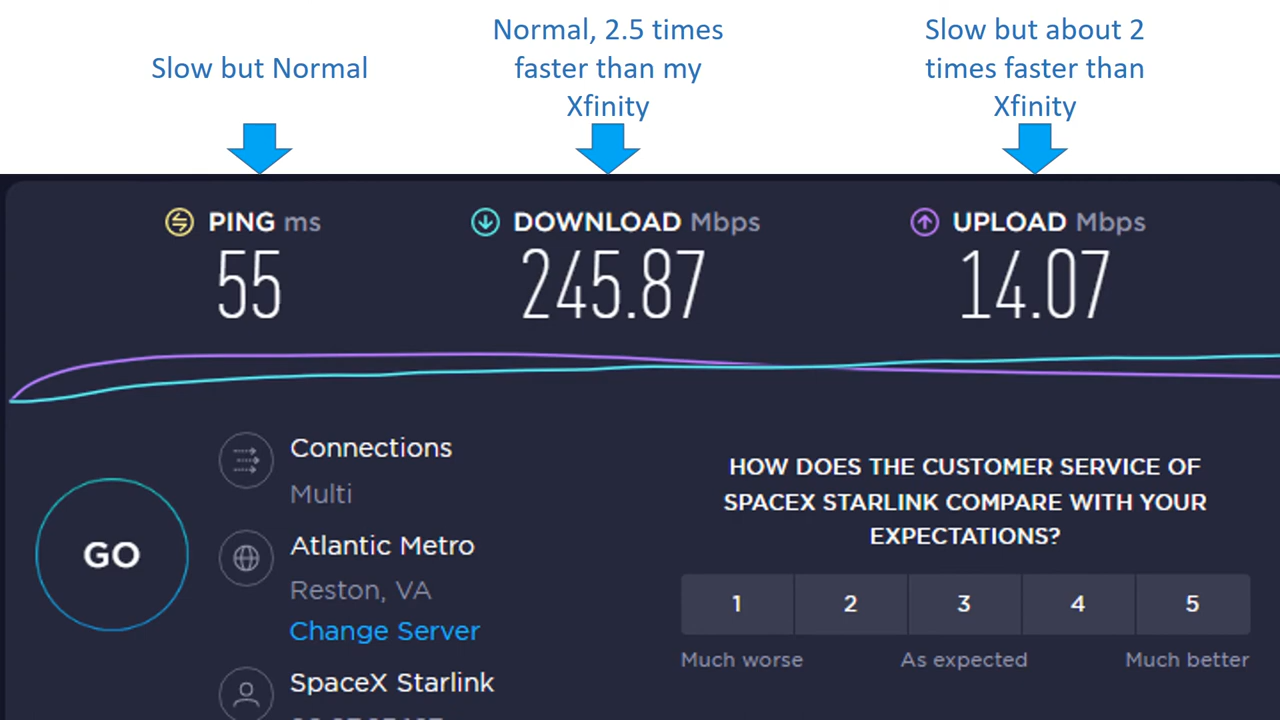 Slow but Normal
Normal, 2.5 times
faster than my
Xfinity
Slow but about 2
times faster than
Xfinity
PING ms
55
DOWNLOAD Mbps
245.87
UPLOAD Mbps
14.07
GO
Connections
Multi
Atlantic Metro
Reston, VA
Change Server
SpaceX Starlink
HOW DOES THE CUSTOMER SERVICE OF
SPACEX STARLINK COMPARE WITH YOUR
EXPECTATIONS?
1 2 3 4 5
Much worse As expected Much better